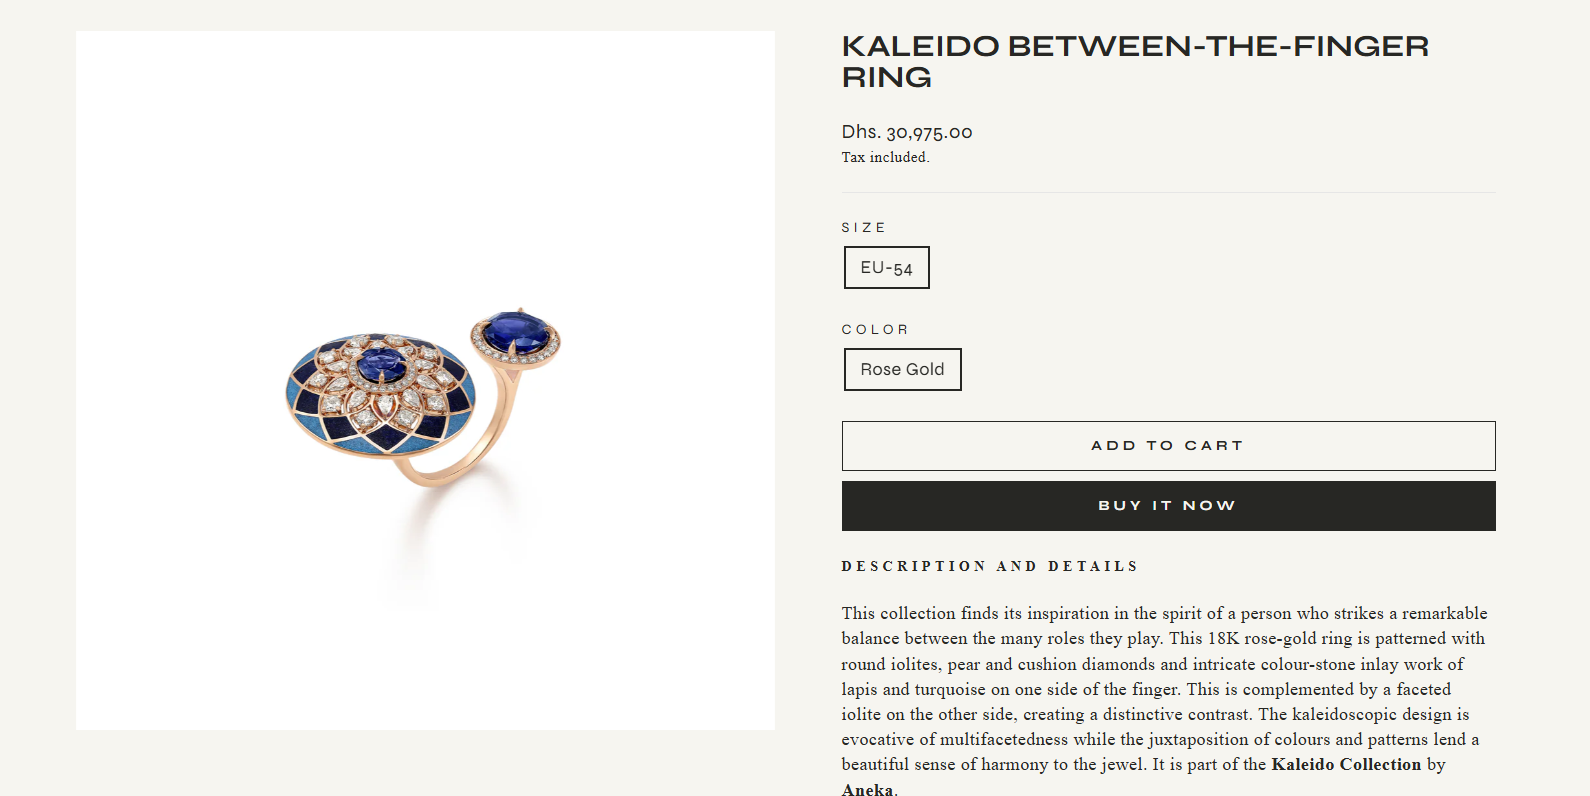 KALEIDO BETWEEN-THE-FINGER
RING
Dhs. 30,975.00
Tax included.
SIZE
EU-54
COLOR
Rose Gold
ADD TO CART
BUY IT NOW
DESCRIPTION AND DETAILS
This collection finds its inspiration in the spirit of a person who strikes a remarkable
balance between the many roles they play. This 18K rose-gold ring is patterned with
round iolites, pear and cushion diamonds and intricate colour-stone inlay work of
lapis and turquoise on one side of the finger. This is complemented by a faceted
iolite on the other side, creating a distinctive contrast. The kaleidoscopic design is
evocative of multifacetedness while the juxtaposition of colours and patterns lend a
beautiful sense of harmony to the jewel. It is part of the Kaleido Collection by
Aneka.